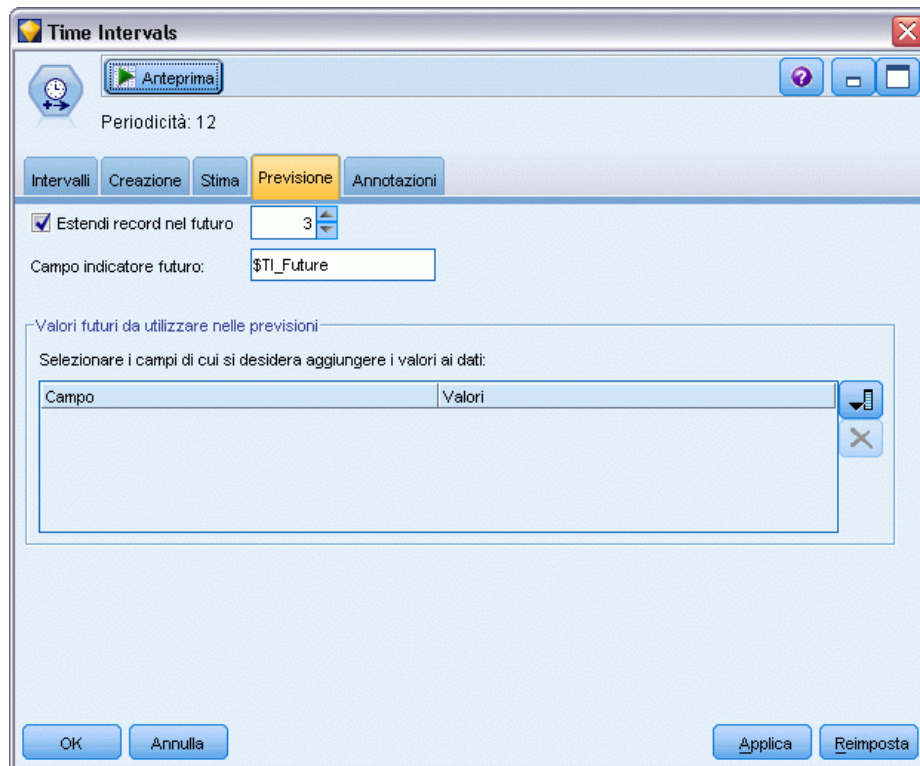 Time Intervals
Anteprima
Periodicità: 12
Intervalli Creazione Stima Previsione Annotazioni
Estendi record nel futuro 3
Campo indicatore futuro: $TI_Future
Valori futuri da utilizzare nelle previsioni
Selezionare i campi di cui si desidera aggiungere i valori ai dati:
Campo Valori
OK Annulla Applica Reimposta